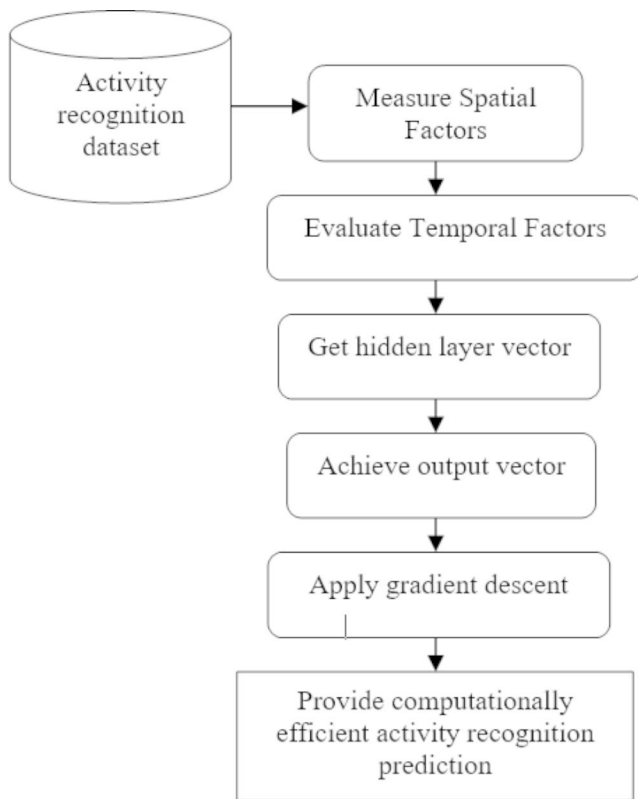 Activity
recognition
dataset
Measure Spatial
Factors
Evaluate Temporal Factors
Get hidden layer vector
Achieve output vector
Apply gradient descent
Provide computationally
efficient activity recognition
prediction